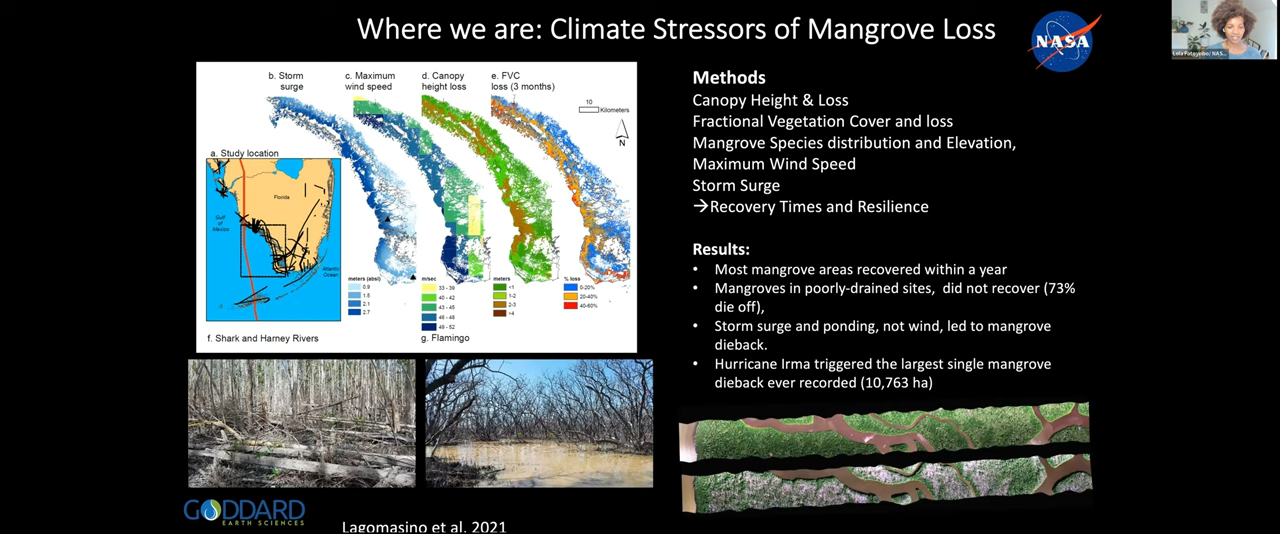 Where we are: Climate Stressors of Mangrove Loss
NASA
b. Storm
surge
c. Maximum
wind speed
d. Canopy
height loss
e. FVC
loss (3 months)
10
Kilometers
N
a. Study location
Florida
Gulf
of
Mexico
Atlantic
Ocean
meters (absl)
0.9
1.5
2.1
2.7
m/sec
33 - 39
40 - 42
43 - 45
46 - 48
49 - 52
meters
<1
1-2
2-3
>4
% loss
0-20%
20-40%
40-60%
f. Shark and Harney Rivers
g. Flamingo
Methods
Canopy Height & Loss
Fractional Vegetation Cover and loss
Mangrove Species distribution and Elevation,
Maximum Wind Speed
Storm Surge
→Recovery Times and Resilience
Results:
• Most mangrove areas recovered within a year
• Mangroves in poorly-drained sites, did not recover (73%
die off),
• Storm surge and ponding, not wind, led to mangrove
dieback.
• Hurricane Irma triggered the largest single mangrove
dieback ever recorded (10,763 ha)
GODDARD
EARTH SCIENCES
Lagomasino et al. 2021